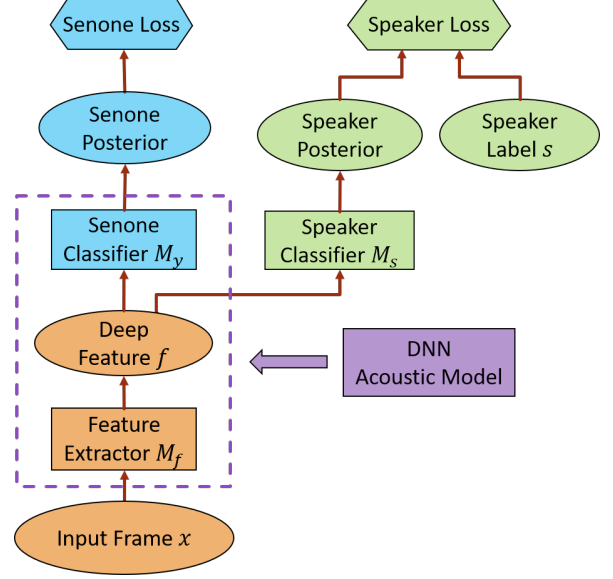 Senone Loss
Speaker Loss
Senone
Posterior
Speaker
Posterior
Speaker
Label s
Senone
Classifier M_y
Speaker
Classifier M_s
Deep
Feature f
DNN
Acoustic Model
Feature
Extractor M_f
Input Frame x